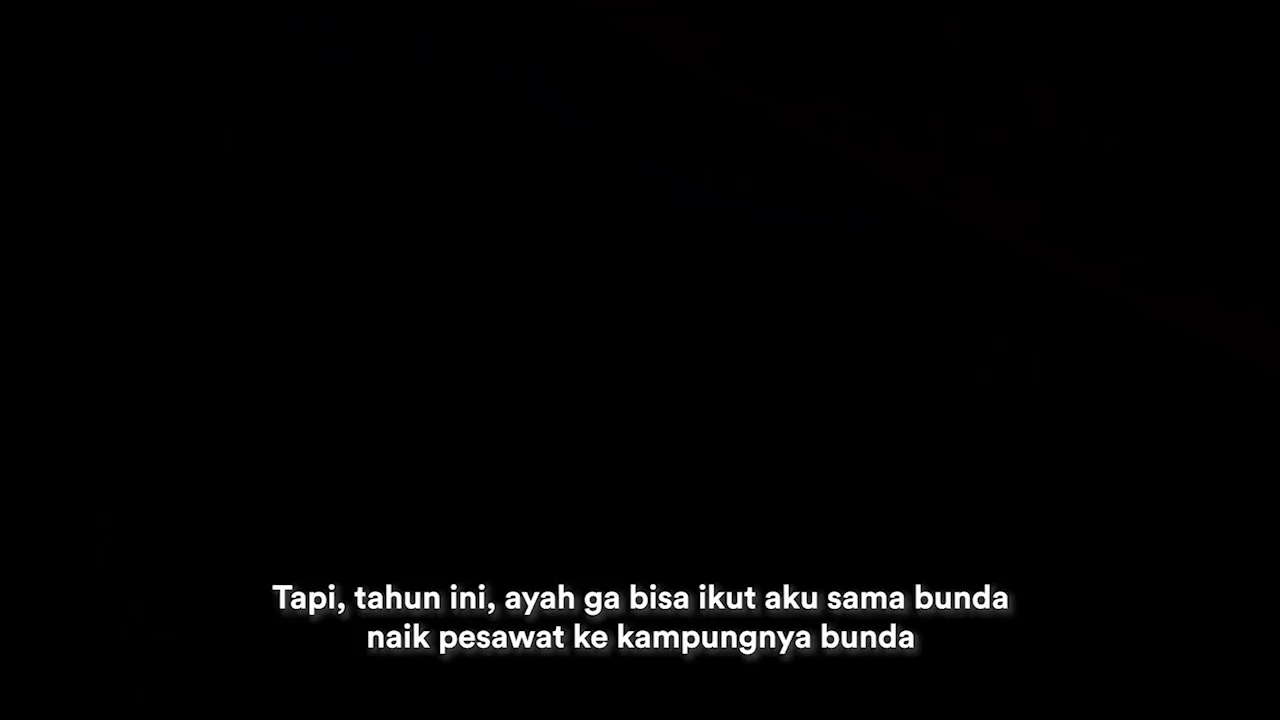 Tapi, tahun ini, ayah ga bisa ikut aku sama bunda
naik pesawat ke kampungnya bunda